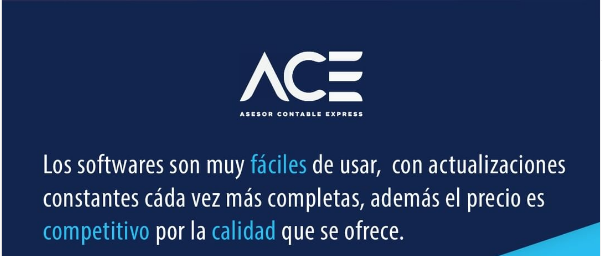 ACE
ASESOR CONTABLE EXPRESS
Los softwares son muy fáciles de usar, con actualizaciones
constantes cáda vez más completas, además el precio es
competitivo por la calidad que se ofrece.